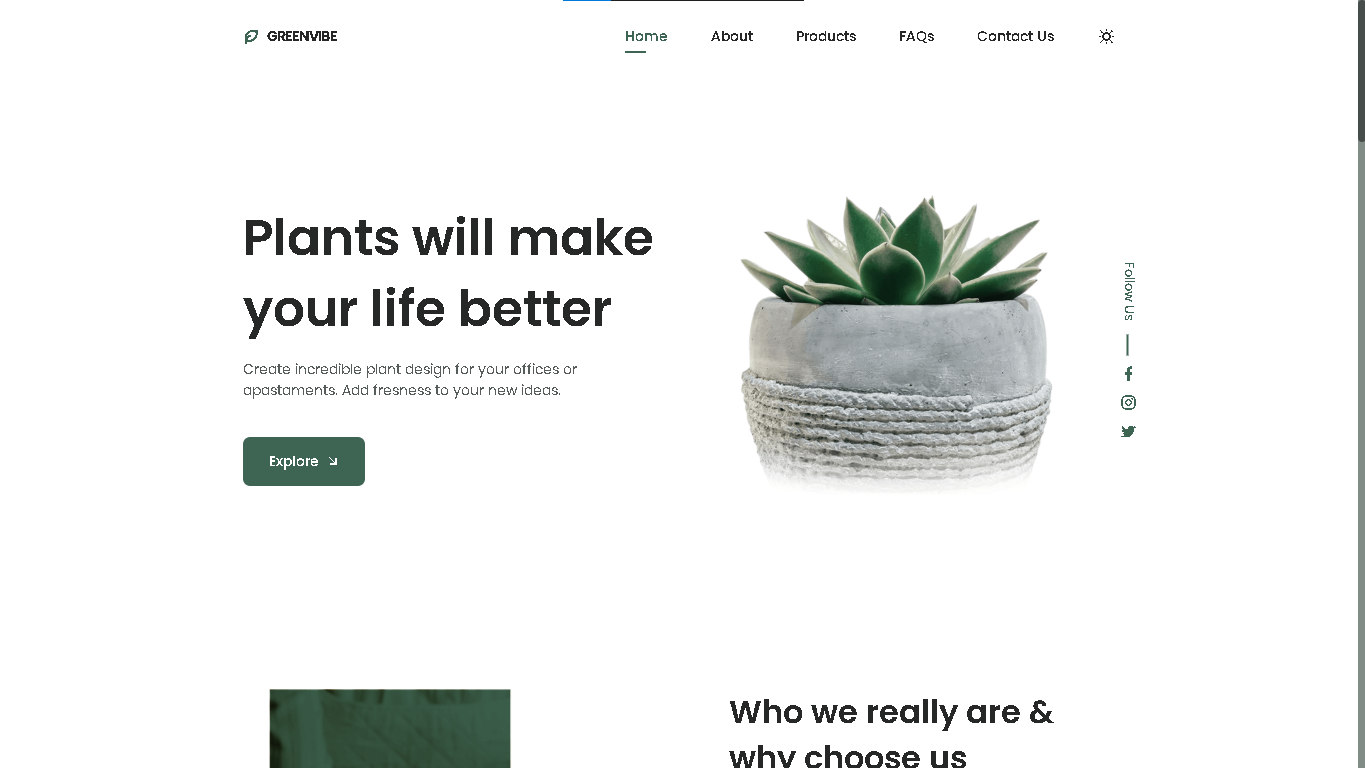 GREENVIBE
Home
About
Products
FAQs
Contact Us
Plants will make
your life better
Create incredible plant design for your offices or
apastaments. Add fresness to your new ideas.
Explore
Follow Us
Who we really are &
why choose us